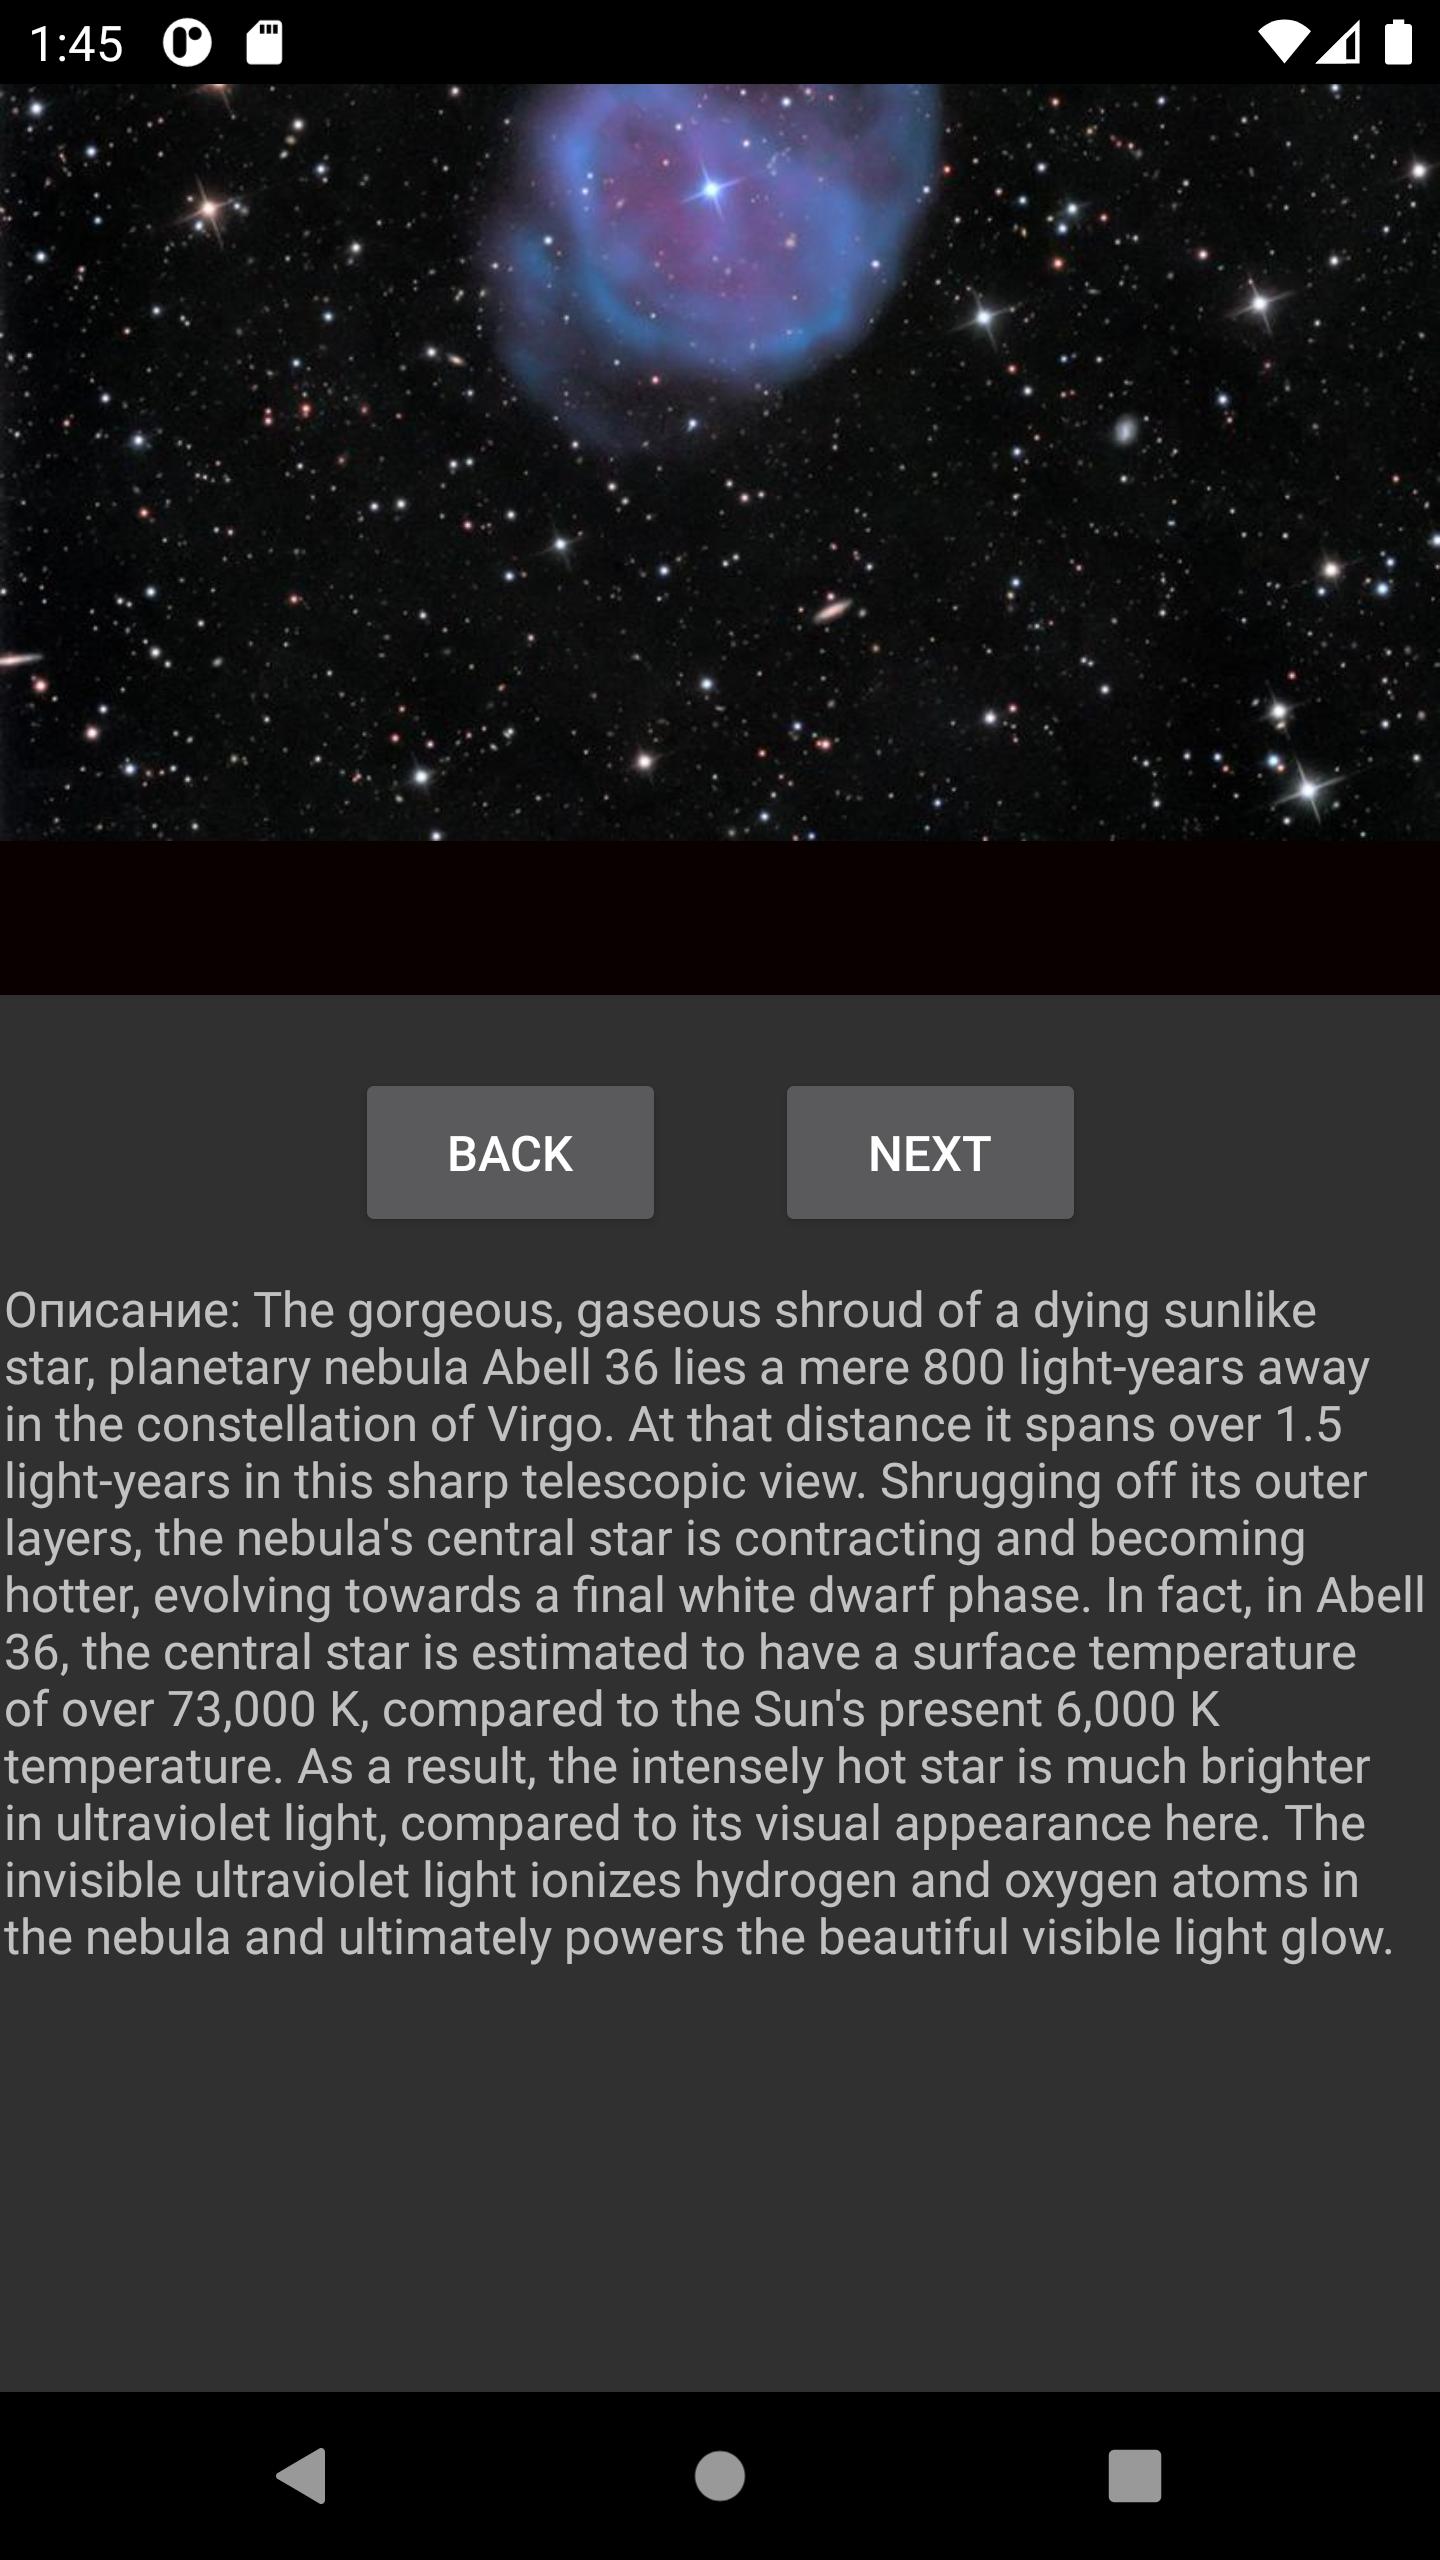 1:45
BACK
NEXT
Описание: The gorgeous, gaseous shroud of a dying sunlike
star, planetary nebula Abell 36 lies a mere 800 light-years away
in the constellation of Virgo. At that distance it spans over 1.5
light-years in this sharp telescopic view. Shrugging off its outer
layers, the nebula's central star is contracting and becoming
hotter, evolving towards a final white dwarf phase. In fact, in Abell
36, the central star is estimated to have a surface temperature
of over 73,000 K, compared to the Sun's present 6,000 K
temperature. As a result, the intensely hot star is much brighter
in ultraviolet light, compared to its visual appearance here. The
invisible ultraviolet light ionizes hydrogen and oxygen atoms in
the nebula and ultimately powers the beautiful visible light glow.